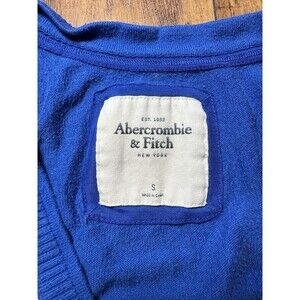 EST. 1892
Abercrombie
& Fitch
NEW YORK
S